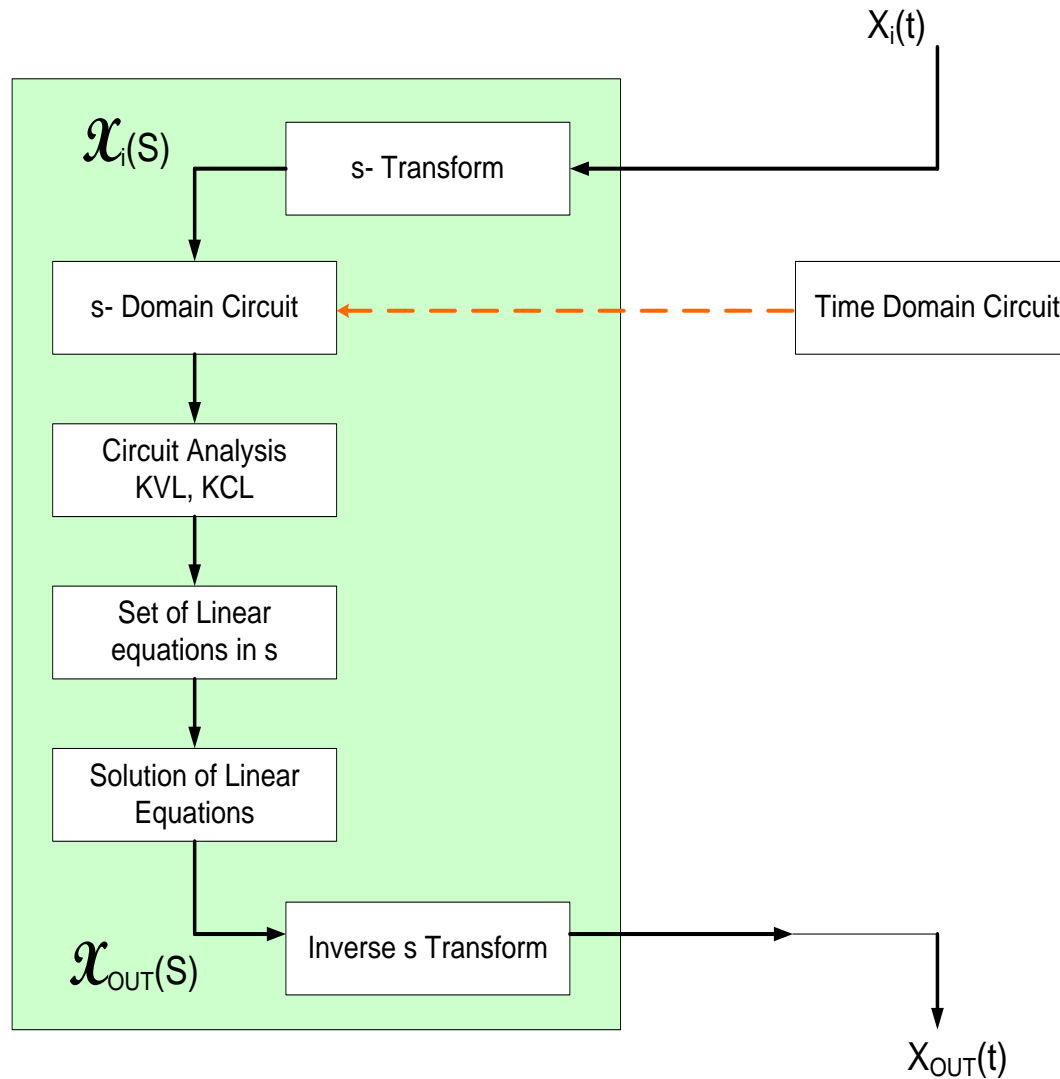 Xi(t)
𝒳i(S)
s- Transform
s- Domain Circuit
Time Domain Circuit
Circuit Analysis
KVL, KCL
Set of Linear
equations in s
Solution of Linear
Equations
Inverse s Transform
𝒳OUT(S)
XOUT(t)